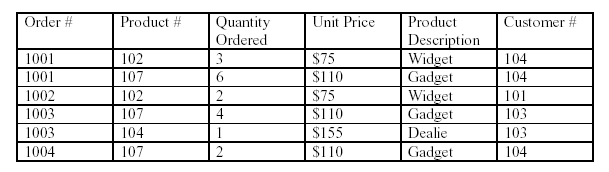 Order # Product # Quantity Ordered Unit Price Product Description Customer #
1001 102 3 $75 Widget 104
1001 107 6 $110 Gadget 104
1002 102 2 $75 Widget 101
1003 107 4 $110 Gadget 103
1003 104 1 $155 Dealie 103
1004 107 2 $110 Gadget 104